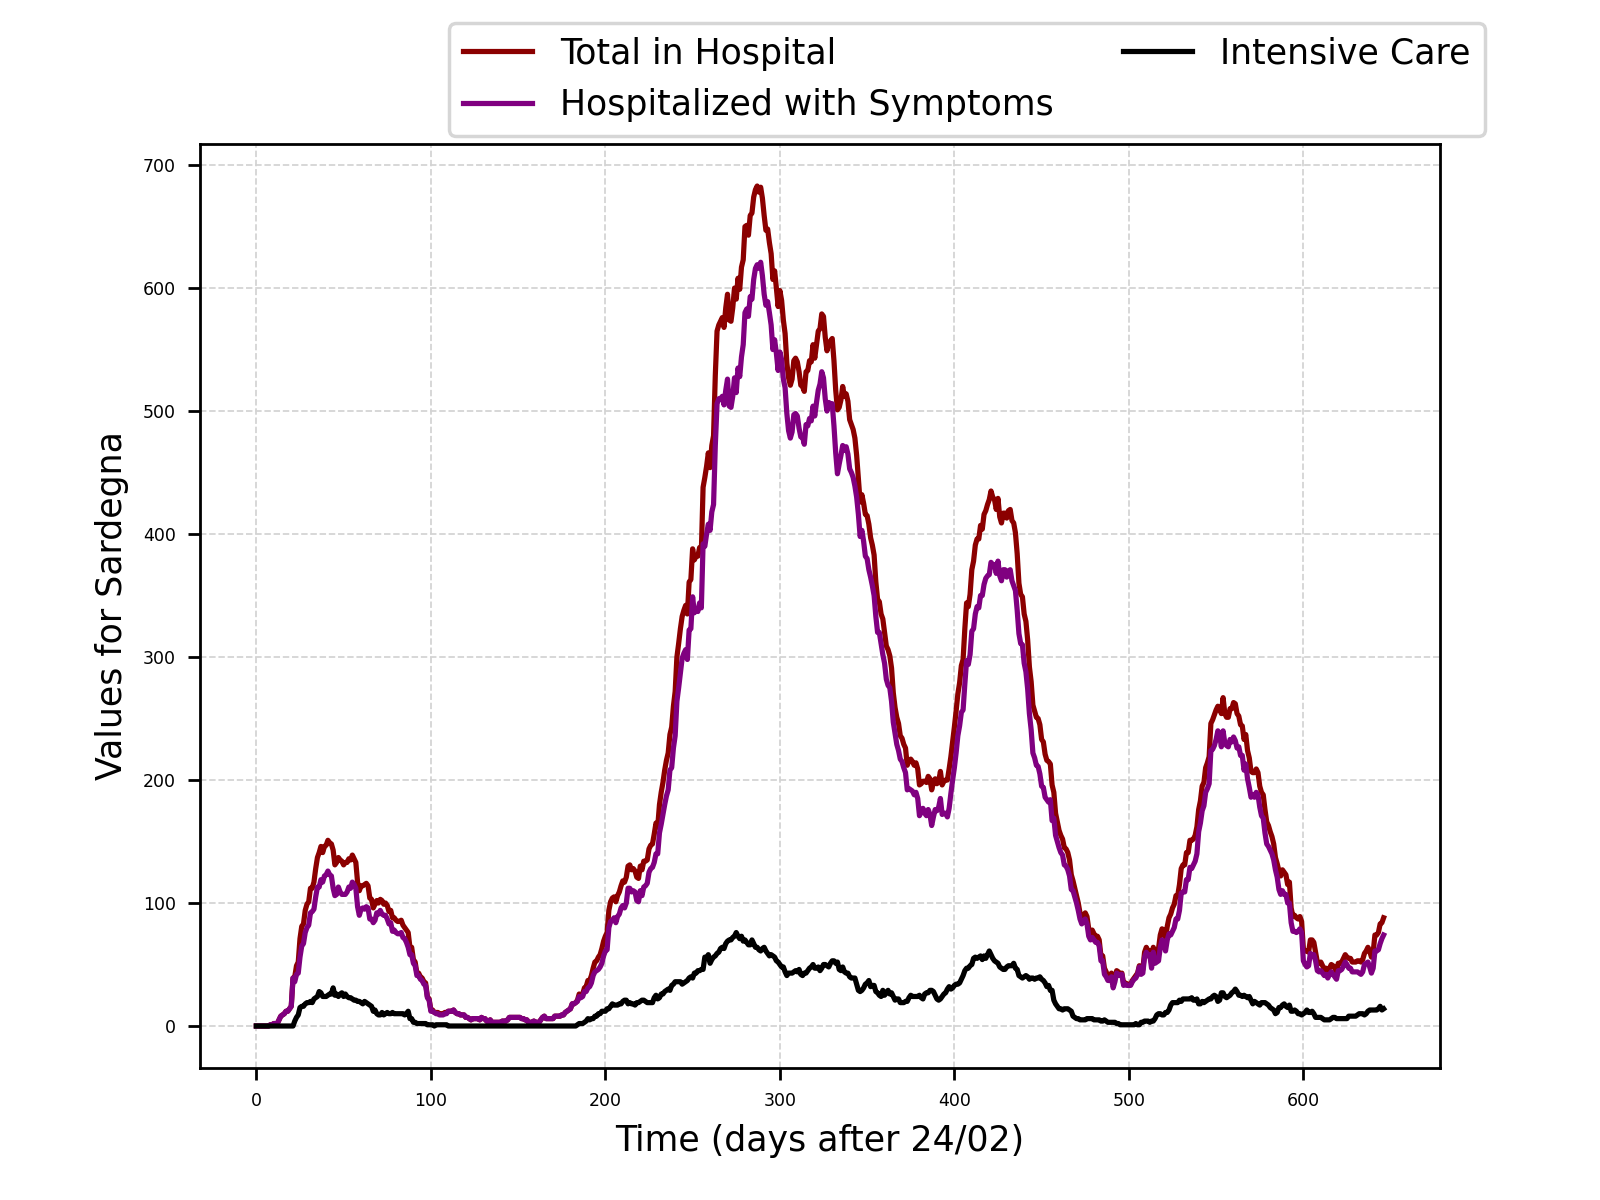 Total in Hospital
Hospitalized with Symptoms
Intensive Care
Values for Sardegna
700
600
500
400
300
200
100
0
0 100 200 300 400 500 600
Time (days after 24/02)